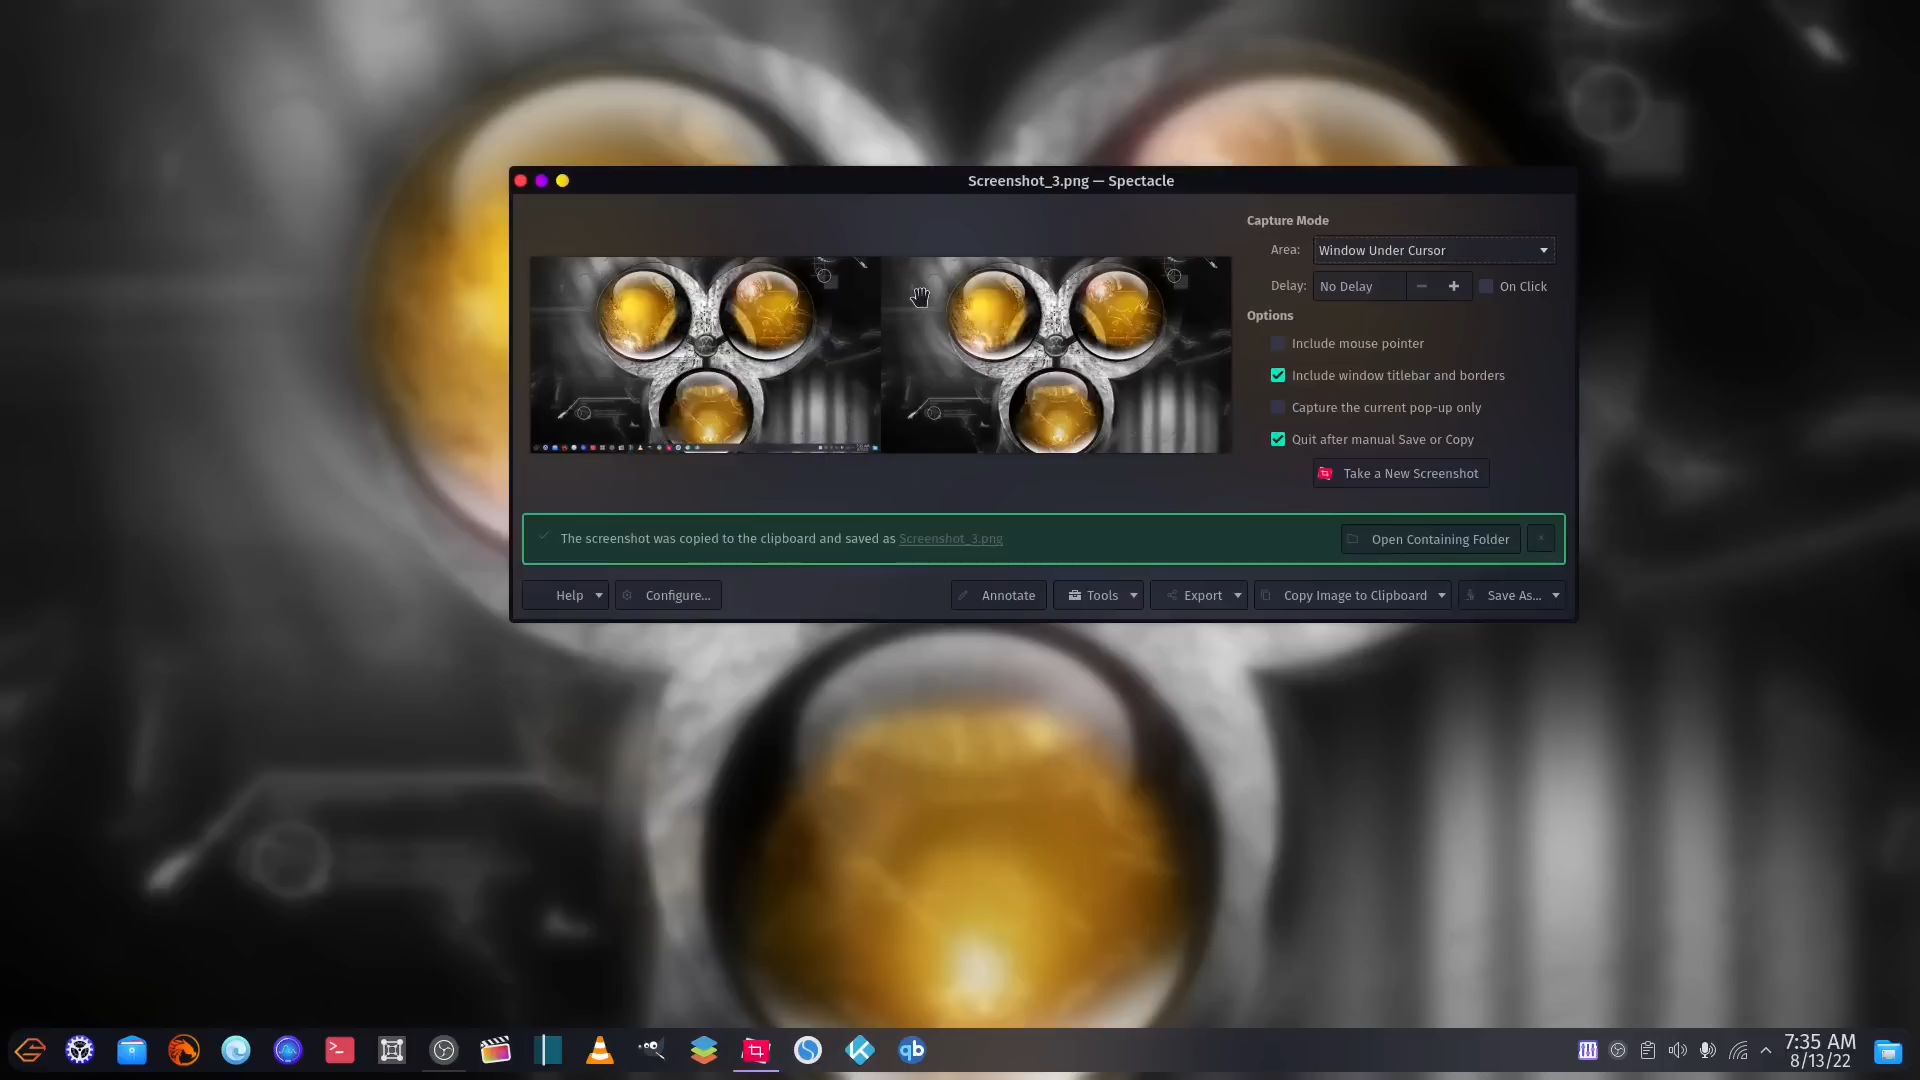 Screenshot_3.png — Spectacle
Capture Mode
Area: Window Under Cursor
Delay: No Delay On Click
Options
Include mouse pointer
Include window titlebar and borders
Capture the current pop-up only
Quit after manual Save or Copy
Take a New Screenshot
The screenshot was copied to the clipboard and saved as Screenshot_3.png Open Containing Folder
Help Configure... Annotate Tools Export Copy Image to Clipboard Save As...
qb
7:35 AM
8/13/22